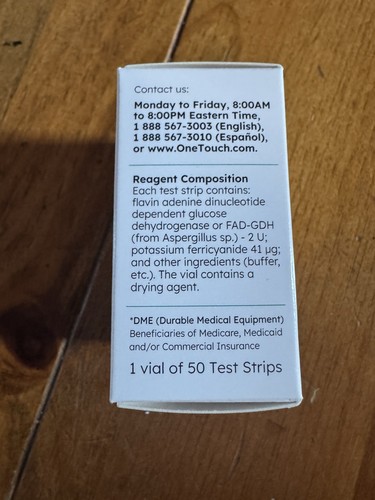 Contact us:
Monday to Friday, 8:00AM
to 8:00PM Eastern Time,
1 888 567-3003 (English),
1 888 567-3010 (Español),
or www.OneTouch.com.
Reagent Composition
Each test strip contains:
flavin adenine dinucleotide
dependent glucose
dehydrogenase or FAD-GDH
(from Aspergillus sp.) - 2 U;
potassium ferricyanide 41 µg;
and other ingredients (buffer,
etc.). The vial contains a
drying agent.
*DME (Durable Medical Equipment)
Beneficiaries of Medicare, Medicaid
and/or Commercial Insurance
1 vial of 50 Test Strips